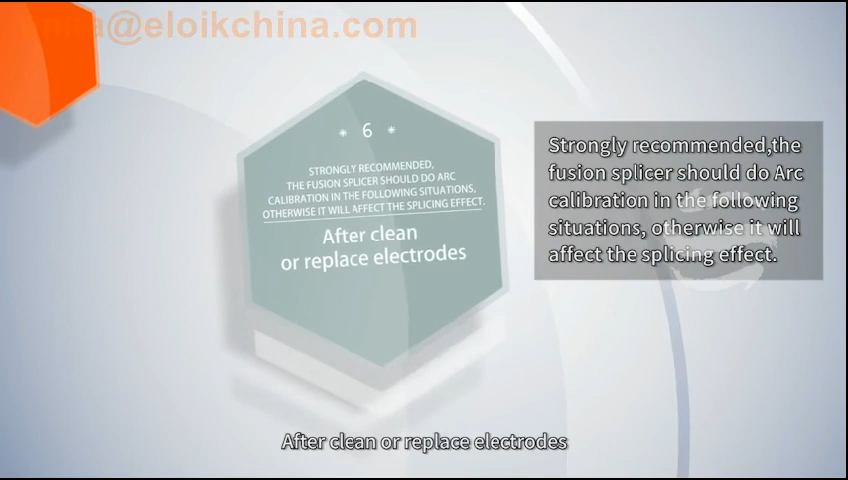 @eloikchina.com
* 6 *
STRONGLY RECOMMENDED,
THE FUSION SPLICER SHOULD DO ARC
CALIBRATION IN THE FOLLOWING SITUATIONS,
OTHERWISE IT WILL AFFECT THE SPLICING EFFECT.
After clean
or replace electrodes
Strongly recommended,the
fusion splicer should do Arc
calibration in the following
situations, otherwise it will
affect the splicing effect.
After clean or replace electrodes